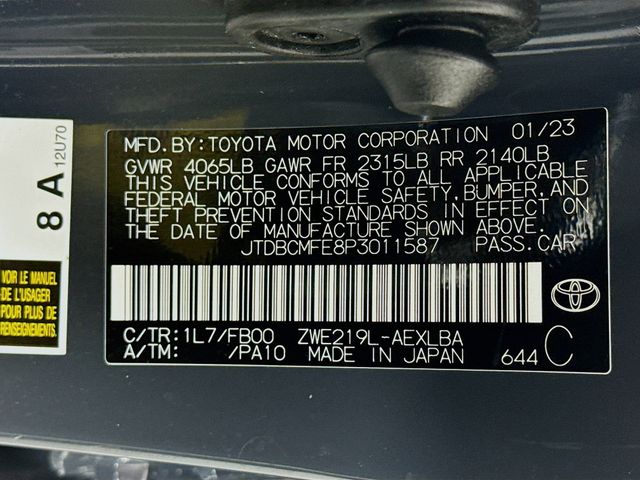 MFD.BY:TOYOTA MOTOR CORPORATION 01/23
GVWR 4065LB GAWR FR 2315LB RR 2140LB
THIS VEHICLE CONFORMS TO ALL APPLICABLE
FEDERAL MOTOR VEHICLE SAFETY,BUMPER,AND
THEFT PREVENTION STANDARDS IN EFFECT ON
THE DATE OF MANUFACTURE SHOWN ABOVE.
JTDBCMFE8P3011587 PASS.CAR
C/TR:1L7/FB00 ZWE219L-AEXLBA
A/TM: /PA10 MADE IN JAPAN 644 C
8 A
12U70
VOIR LE MANUEL
DE L'USAGER
POUR PLUS DE
RENSEIGNEMENTS.